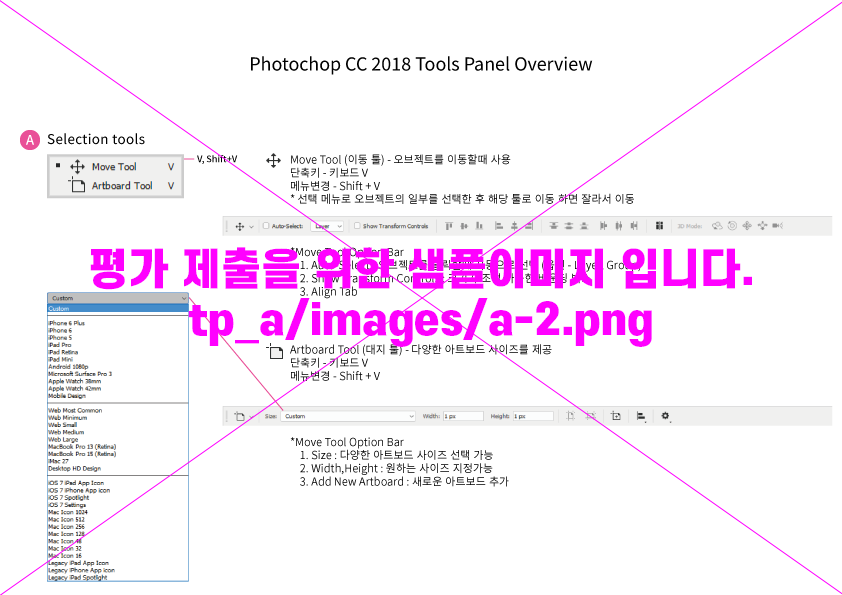 Photochop CC 2018 Tools Panel Overview
A Selection tools
Move Tool V
Artboard Tool V
V, Shift+V
Move Tool (이동 툴) - 오브젝트를 이동할때 사용
단축키 - 키보드 V
메뉴변경 - Shift + V
* 선택 메뉴로 오브젝트의 일부를 선택한 후 해당 툴로 이동 하면 잘라서 이동
Auto-Select: Layer Show Transform Controls 3D Mode:
*Move Tool Option Bar
평가 제출을 위한 샘플이미지 입니다.
3. Align Tab
tp_a/images/a-2.png
Custom
Custom
iPhone 6 Plus
iPhone 6
iPhone 5
iPad Pro
iPad Retina
iPad Mini
Android 1080p
Microsoft Surface Pro 3
Apple Watch 38mm
Apple Watch 42mm
Mobile Design
Web Most Common
Web Minimum
Web Small
Web Medium
Web Large
MacBook Pro 13 (Retina)
MacBook Pro 15 (Retina)
iMac 27
Desktop HD Design
iOS 7 iPad App Icon
iOS 7 iPhone App Icon
iOS 7 Spotlight
iOS 7 Settings
Mac Icon 1024
Mac Icon 512
Mac Icon 256
Mac Icon 128
Mac Icon 48
Mac Icon 32
Mac Icon 16
Legacy iPad App Icon
Legacy iPhone App Icon
Legacy iPad Spotlight
Artboard Tool (대지 툴) - 다양한 아트보드 사이즈를 제공
단축키 - 키보드 V
메뉴변경 - Shift + V
Size: Custom Width: 1 px Height: 1 px
*Move Tool Option Bar
1. Size : 다양한 아트보드 사이즈 선택 가능
2. Width,Height : 원하는 사이즈 지정가능
3. Add New Artboard : 새로운 아트보드 추가